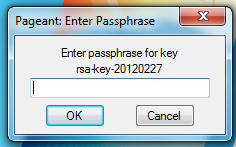 Pageant: Enter Passphrase
Enter passphrase for key
rsa-key-20120227
OK
Cancel